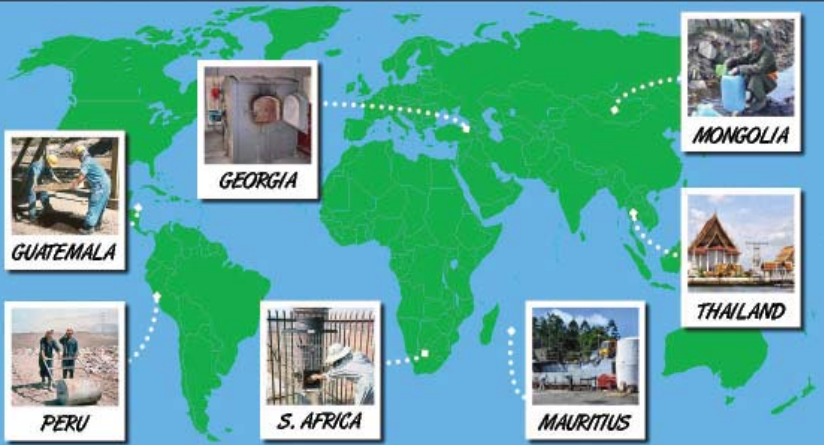 MONGOLIA
GEORGIA
GUATEMALA
THAILAND
PERU
S. AFRICA
MAURITIUS